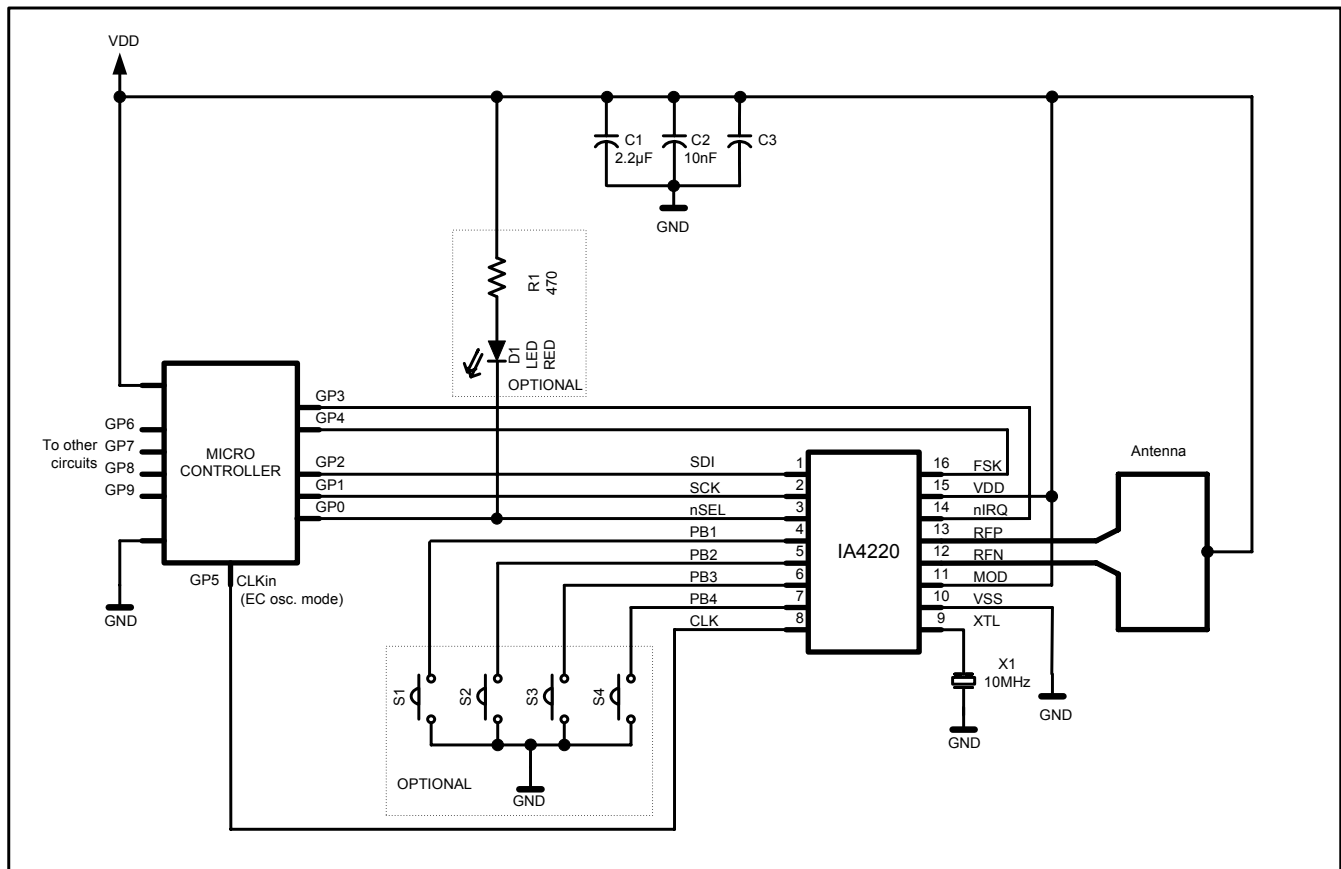 VDD
C1
2.2µF
C2
10nF
C3
GND
R1
470
D1
LED
RED
OPTIONAL
MICRO
CONTROLLER
GP3
GP4
GP2
GP1
GP0
GP6
GP7
GP8
GP9
To other
circuits
GND
GP5
CLKin
(EC osc. mode)
SDI
SCK
nSEL
PB1
PB2
PB3
PB4
CLK
1
2
3
4
5
6
7
8
IA4220
16
15
14
13
12
11
10
9
FSK
VDD
nIRQ
RFP
RFN
MOD
VSS
XTL
Antenna
X1
10MHz
GND
GND
S1
S2
S3
S4
OPTIONAL
GND